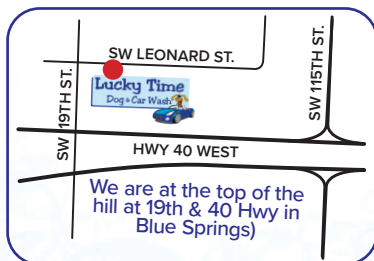 SW LEONARD ST.
SW 115TH ST.
SW 19TH ST.
Lucky Time
Dog & Car Wash
HWY 40 WEST
We are at the top of the
hill at 19th & 40 Hwy in
Blue Springs)